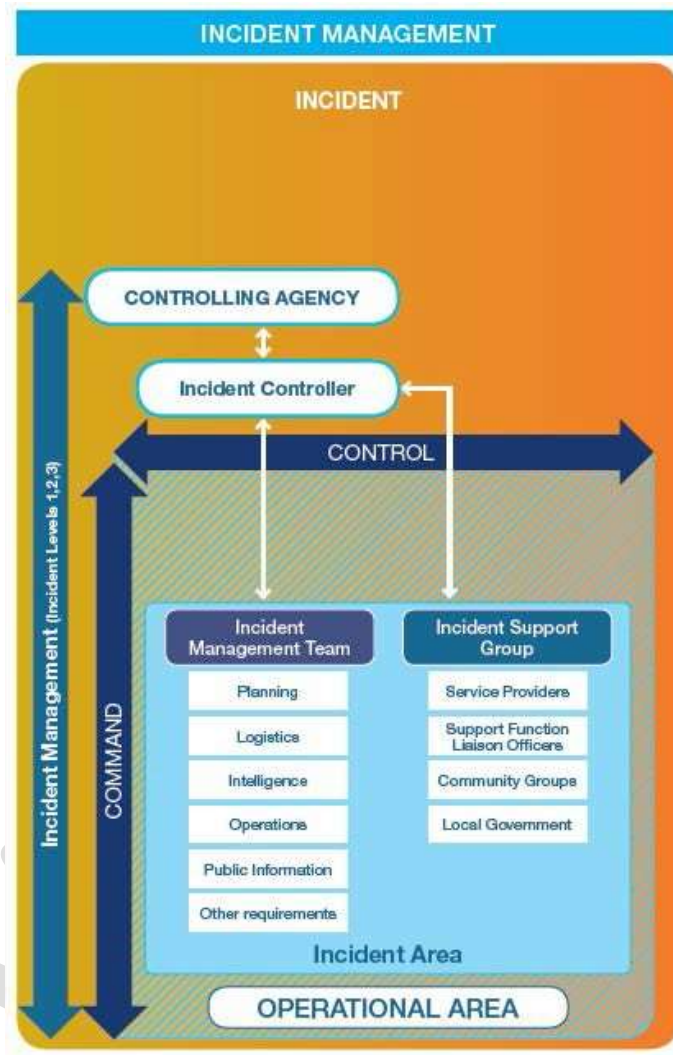 INCIDENT MANAGEMENT
INCIDENT
CONTROLLING AGENCY
Incident Controller
CONTROL
Incident Management (Incident Levels 1,2,3)
COMMAND
Incident
Management Team
Planning
Logistics
Intelligence
Operations
Public Information
Other requirements
Incident Support
Group
Service Providers
Support Function
Liaison Officers
Community Groups
Local Government
Incident Area
OPERATIONAL AREA